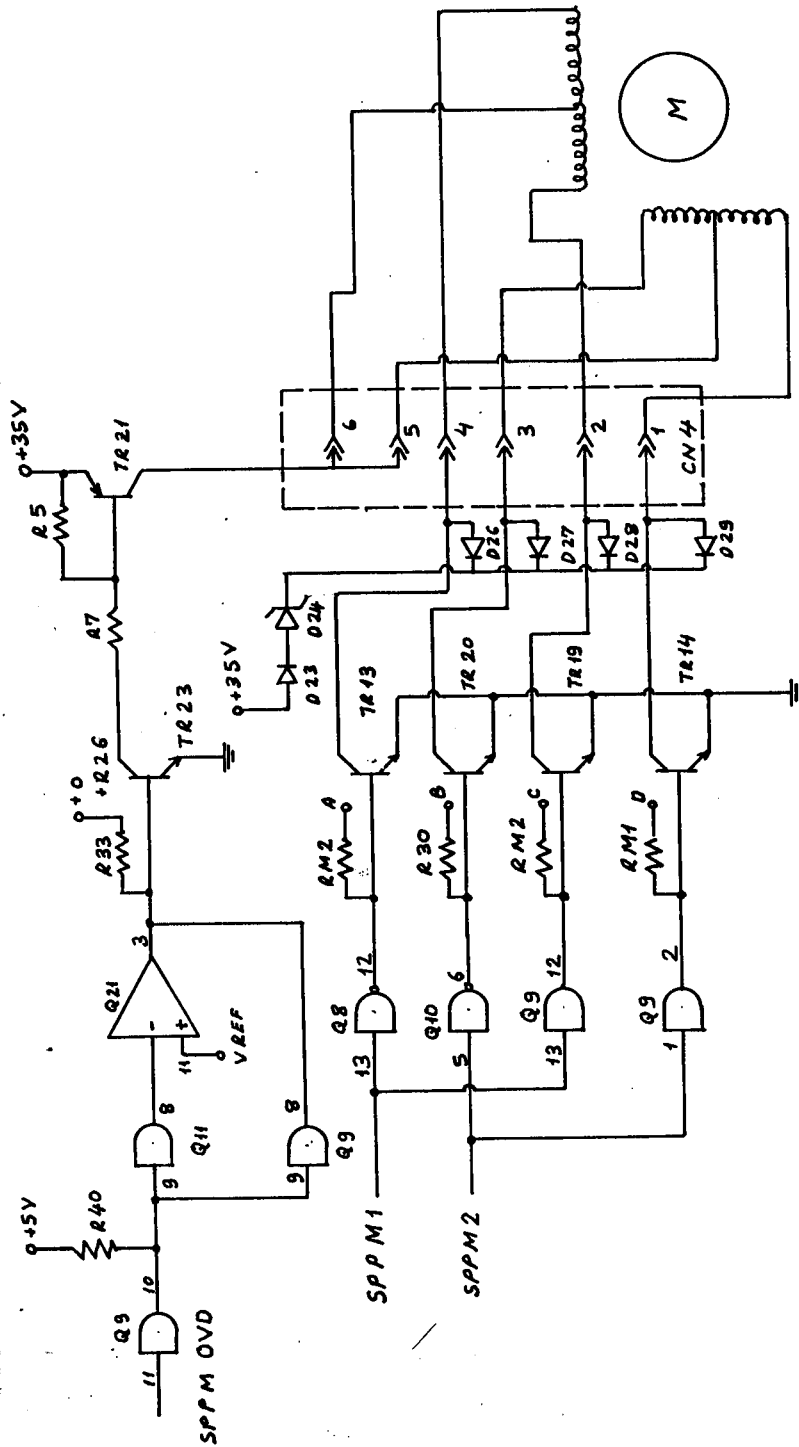 SPPM OVD
11
Q9
10
+5V
R40
9
Q11
8
9
Q9
8
Q21
-
+
11
VREF
3
R33
+0
+R26
TR23
R7
R5
+35V
TR21
+35V
D23
D24
SPPM1
SPPM2
13
Q8
12
RM2
A
TR13
5
Q10
6
R30
B
TR20
13
Q9
12
RM2
C
TR19
1
Q9
2
RM1
D
TR14
D26
D27
D28
D29
6
5
4
3
2
1
CN4
M